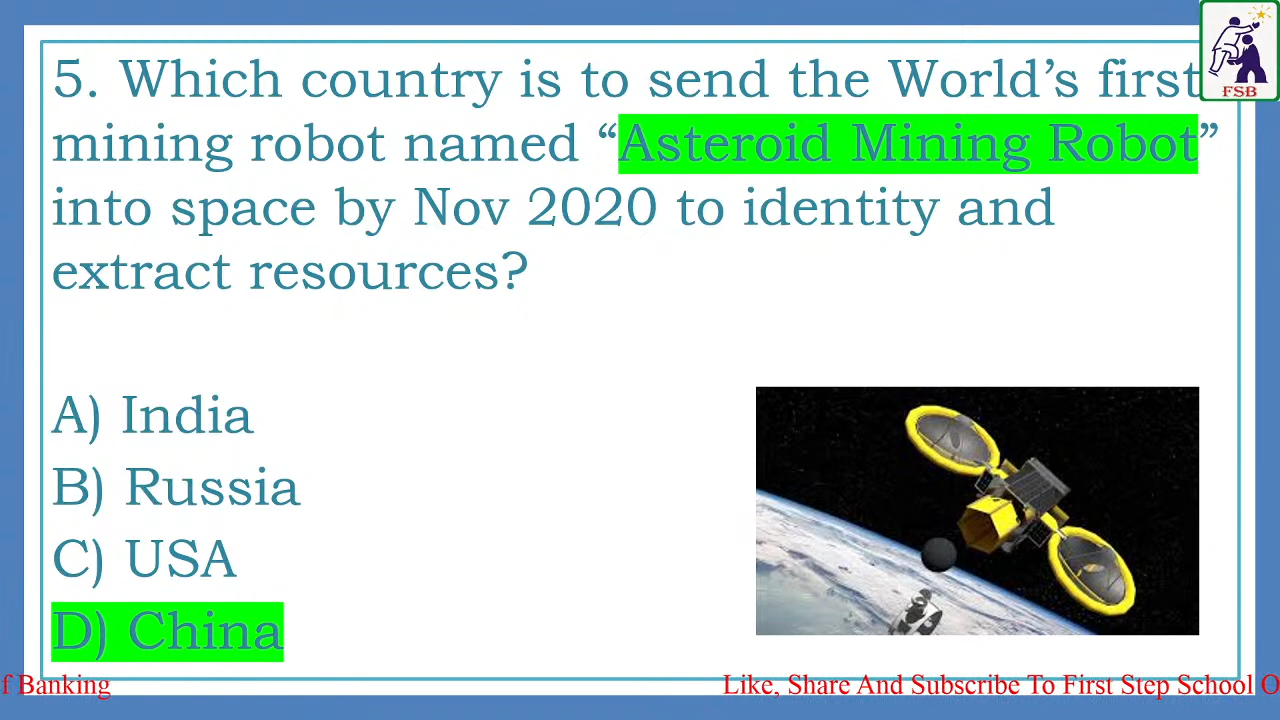 5. Which country is to send the World’s first
mining robot named “Asteroid Mining Robot”
into space by Nov 2020 to identity and
extract resources?
A) India
B) Russia
C) USA
D) China
FSB
f Banking
Like, Share And Subscribe To First Step School O